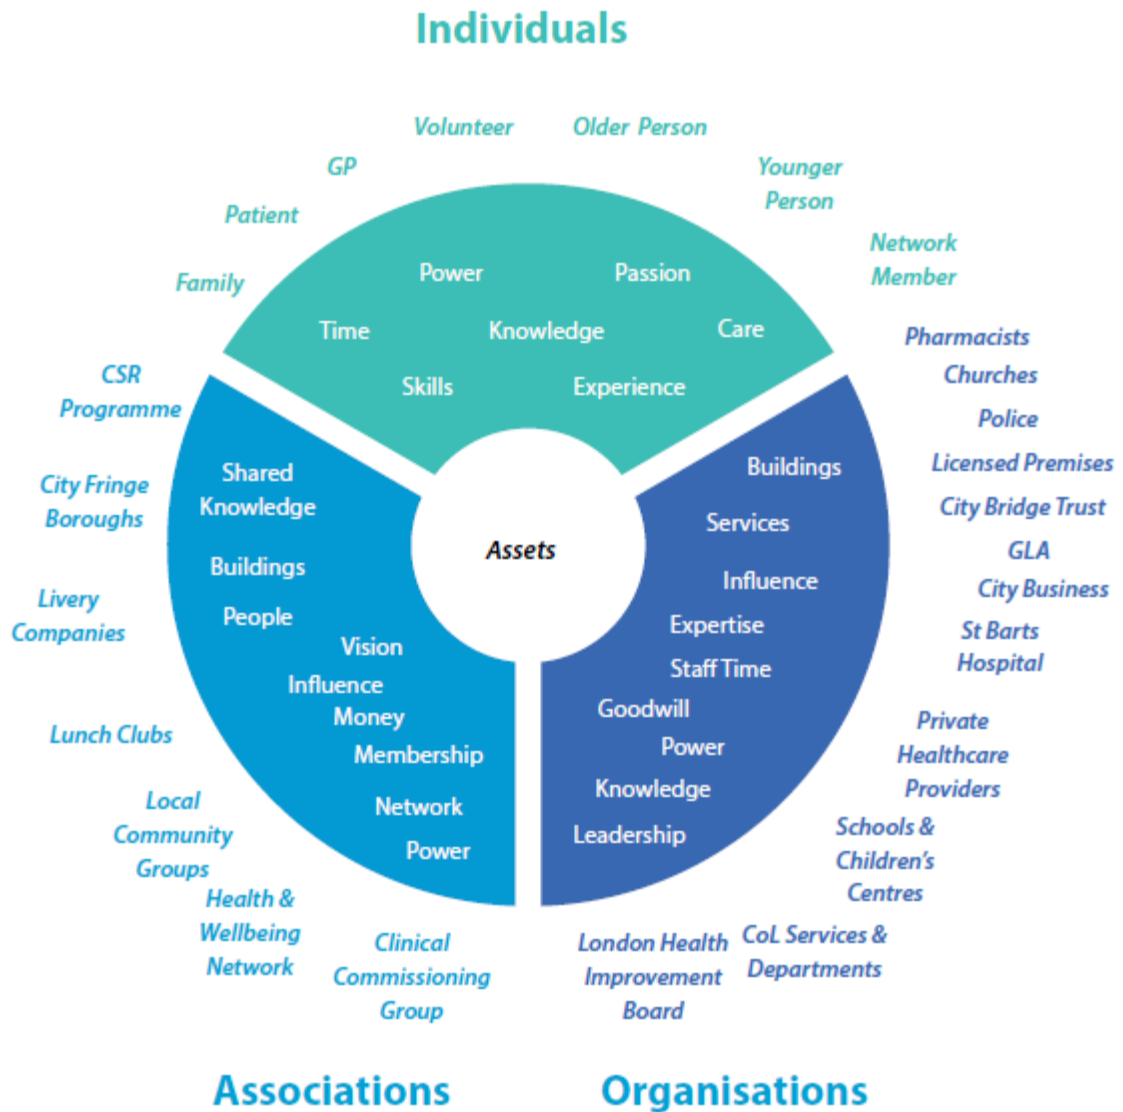 Individuals
Volunteer
Older Person
GP
Younger
Person
Patient
Network
Member
Family
Power
Passion
Time
Knowledge
Care
Skills
Experience
Pharmacists
Churches
Police
Licensed Premises
City Bridge Trust
GLA
City Business
St Barts
Hospital
Private
Healthcare
Providers
Schools &
Children's
Centres
CoL Services &
Departments
London Health
Improvement
Board
Buildings
Services
Influence
Expertise
Staff Time
Goodwill
Power
Knowledge
Leadership
Assets
CSR
Programme
City Fringe
Boroughs
Livery
Companies
Lunch Clubs
Local
Community
Groups
Health &
Wellbeing
Network
Clinical
Commissioning
Group
Shared
Knowledge
Buildings
People
Vision
Influence
Money
Membership
Network
Power
Associations
Organisations